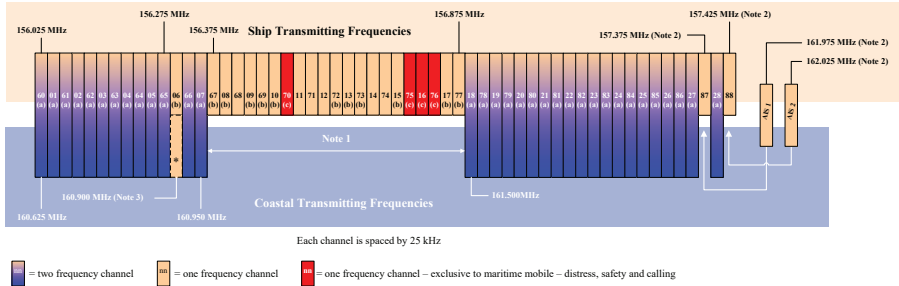 156.025 MHz
156.275 MHz
156.375 MHz
Ship Transmitting Frequencies
156.875 MHz
157.425 MHz (Note 2)
157.375 MHz (Note 2)
161.975 MHz (Note 2)
162.025 MHz (Note 2)
60 01 61 02 62 03 63 04 64 05 65 06 66 07 67 08 68 09 69 10 70 11 71 12 72 13 73 14 74 15 75 16 76 17 77 18 78 19 79 20 80 21 81 22 82 23 83 24 84 25 85 26 86 27 87 28 88
(a) (a) (a) (a) (a) (a) (a) (a) (a) (a) (a) (b) (a) (a) (b) (b) (b) (b) (c) (b) (b) (b) (b) (c) (c) (c) (b) (b) (a) (a) (a) (a) (a) (a) (a) (a) (a) (a) (a) (a) (a) (a) (a) (a) (a) (a) (a) (a)
AIS 1
AIS 2
*
Note 1
160.900 MHz (Note 3)
161.500MHz
160.625 MHz
160.950 MHz
Coastal Transmitting Frequencies
Each channel is spaced by 25 kHz
nn = two frequency channel
nn = one frequency channel
nn = one frequency channel – exclusive to maritime mobile – distress, safety and calling